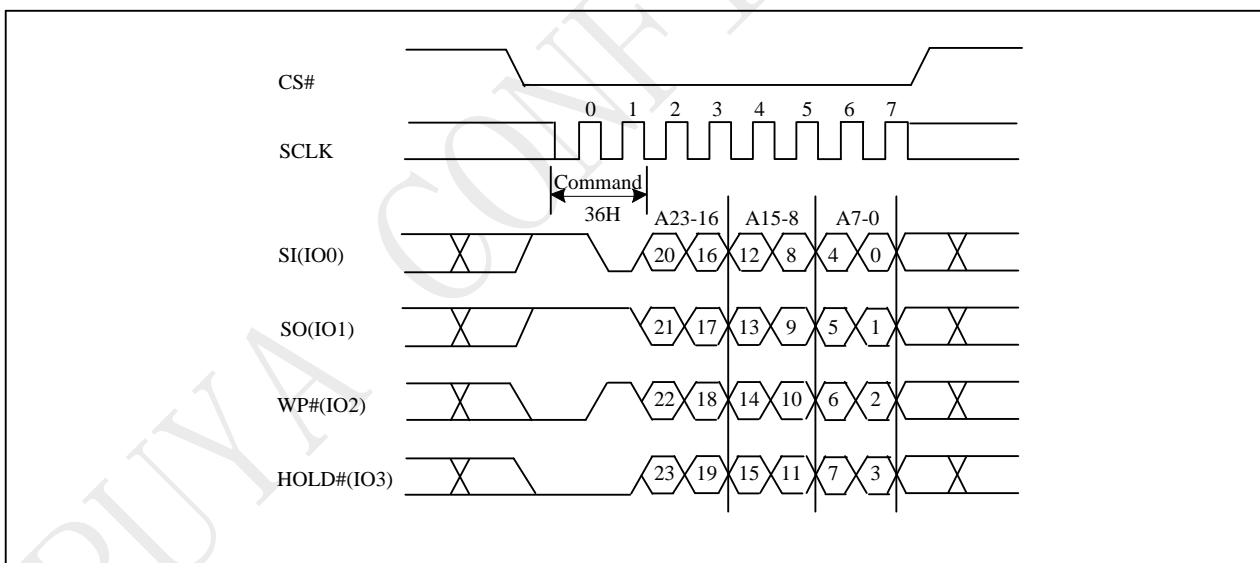 PUYA CONF
CS#
0 1 2 3 4 5 6 7
SCLK
Command
36H
A23-16 A15-8 A7-0
SI(IO0) 20 16 12 8 4 0
SO(IO1) 21 17 13 9 5 1
WP#(IO2) 22 18 14 10 6 2
HOLD#(IO3) 23 19 15 11 7 3